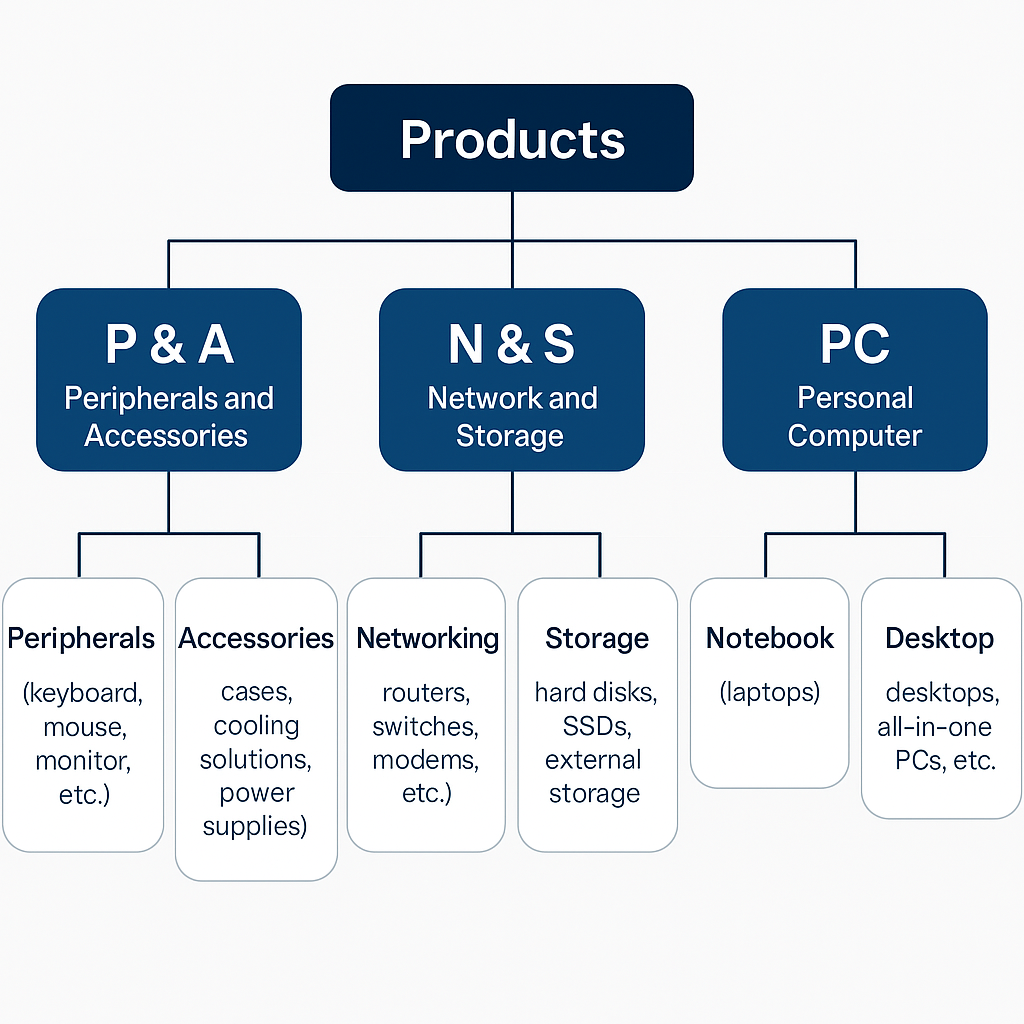 Products
P & A
Peripherals and
Accessories
N & S
Network and
Storage
PC
Personal
Computer
Peripherals
(keyboard,
mouse,
monitor,
etc.)
Accessories
cases,
cooling
solutions,
power
supplies)
Networking
routers,
switches,
modems,
etc.)
Storage
hard disks,
SSDs,
external
storage
Notebook
(laptops)
Desktop
desktops,
all-in-one
PCs, etc.